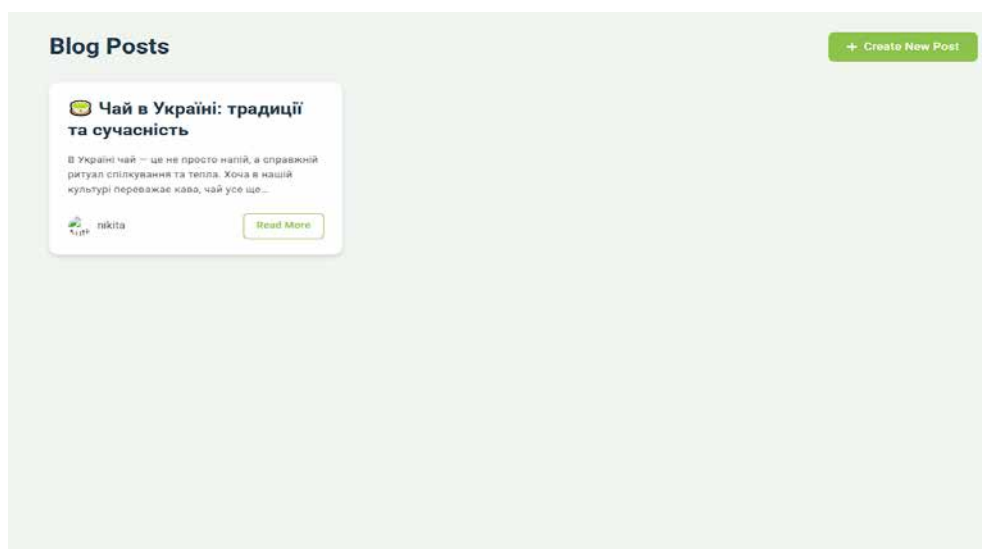 Blog Posts
+ Create New Post
🍵 Чай в Україні: традиції
та сучасність
В Україні чай — це не просто напій, а справжній
ритуал спілкування та тепла. Хоча в нашій
культурі переважає кава, чай усе ще...
nikita
Read More